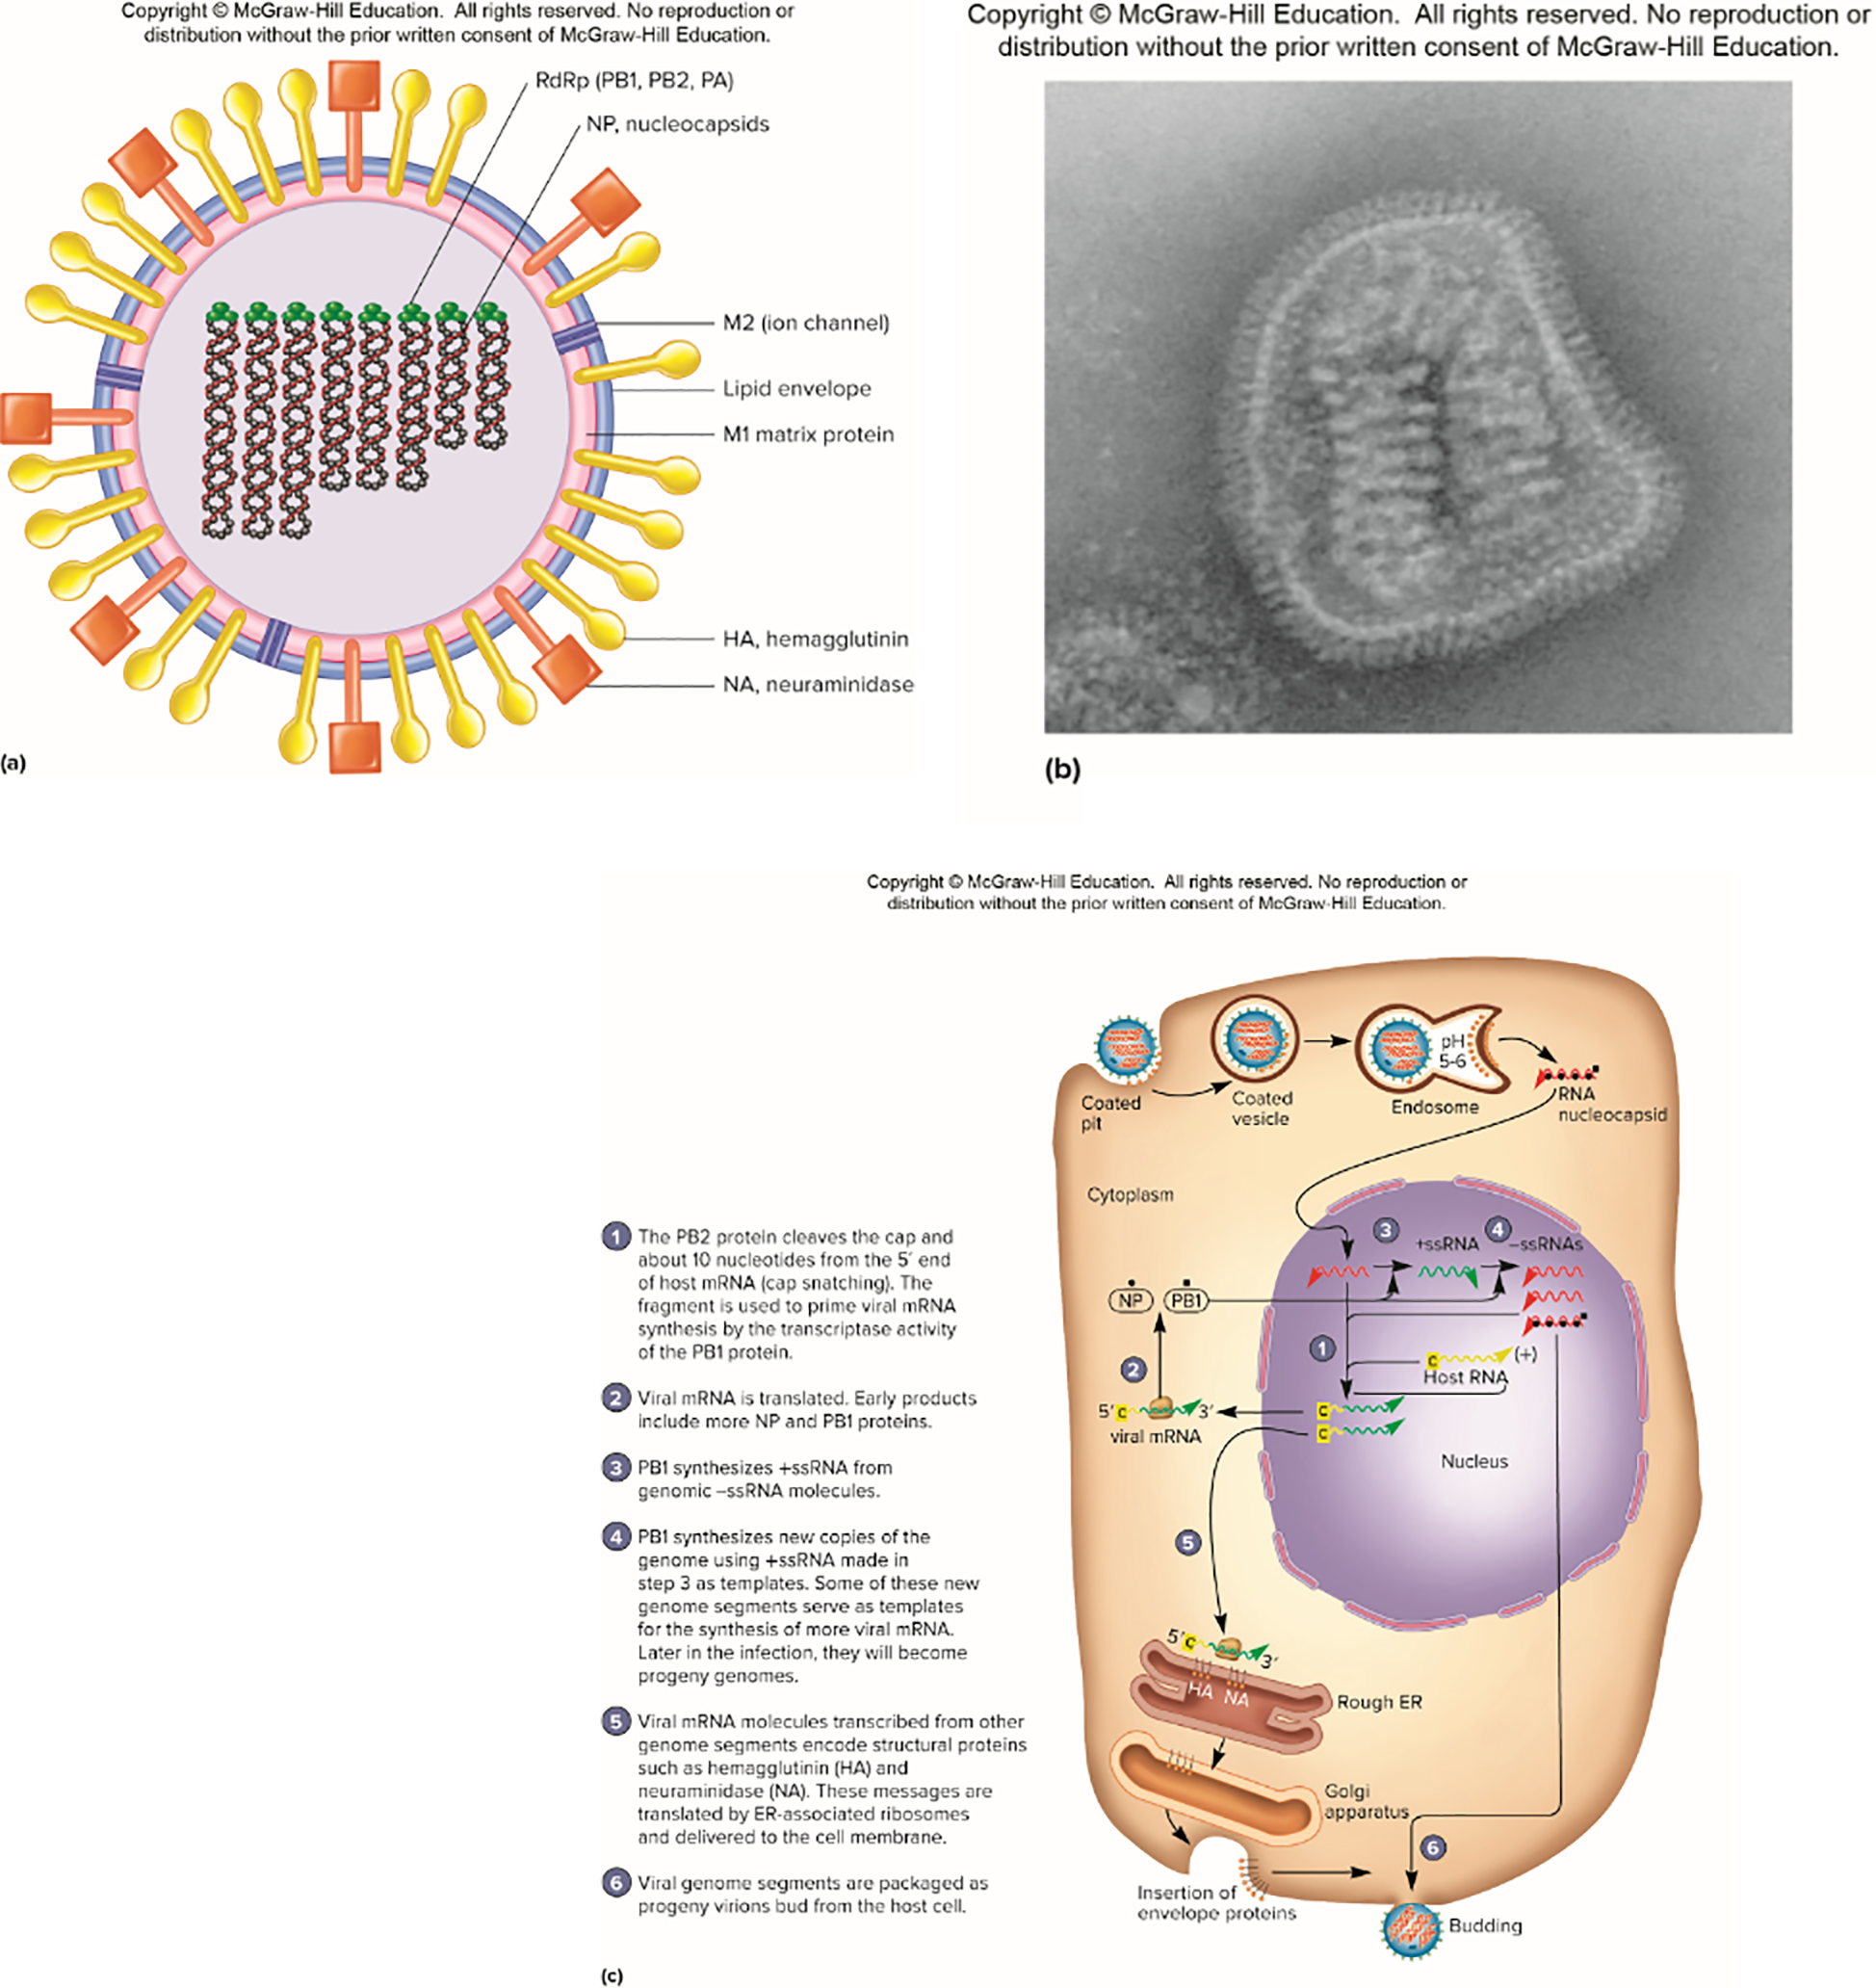 Copyright © McGraw-Hill Education. All rights reserved. No reproduction or
distribution without the prior written consent of McGraw-Hill Education.
RdRp (PB1, PB2, PA)
NP, nucleocapsids
M2 (ion channel)
Lipid envelope
M1 matrix protein
HA, hemagglutinin
NA, neuraminidase
(a)
Copyright © McGraw-Hill Education. All rights reserved. No reproduction or
distribution without the prior written consent of McGraw-Hill Education.
(b)
Copyright © McGraw-Hill Education. All rights reserved. No reproduction or
distribution without the prior written consent of McGraw-Hill Education.
1 The PB2 protein cleaves the cap and
about 10 nucleotides from the 5′ end
of host mRNA (cap snatching). The
fragment is used to prime viral mRNA
synthesis by the transcriptase activity
of the PB1 protein.
2 Viral mRNA is translated. Early products
include more NP and PB1 proteins.
3 PB1 synthesizes +ssRNA from
genomic –ssRNA molecules.
4 PB1 synthesizes new copies of the
genome using +ssRNA made in
step 3 as templates. Some of these new
genome segments serve as templates
for the synthesis of more viral mRNA.
Later in the infection, they will become
progeny genomes.
5 Viral mRNA molecules transcribed from other
genome segments encode structural proteins
such as hemagglutinin (HA) and
neuraminidase (NA). These messages are
translated by ER-associated ribosomes
and delivered to the cell membrane.
6 Viral genome segments are packaged as
progeny virions bud from the host cell.
Coated
pit
Coated
vesicle
pH
5-6
Endosome
RNA
nucleocapsid
Cytoplasm
3
4
+ssRNA
–ssRNAs
NP
PB1
1
2
C
(+)
Host RNA
5′
C
3′
C
C
viral mRNA
Nucleus
5
5′
C
3′
HA
NA
Rough ER
Golgi
apparatus
6
Insertion of
envelope proteins
Budding
(c)